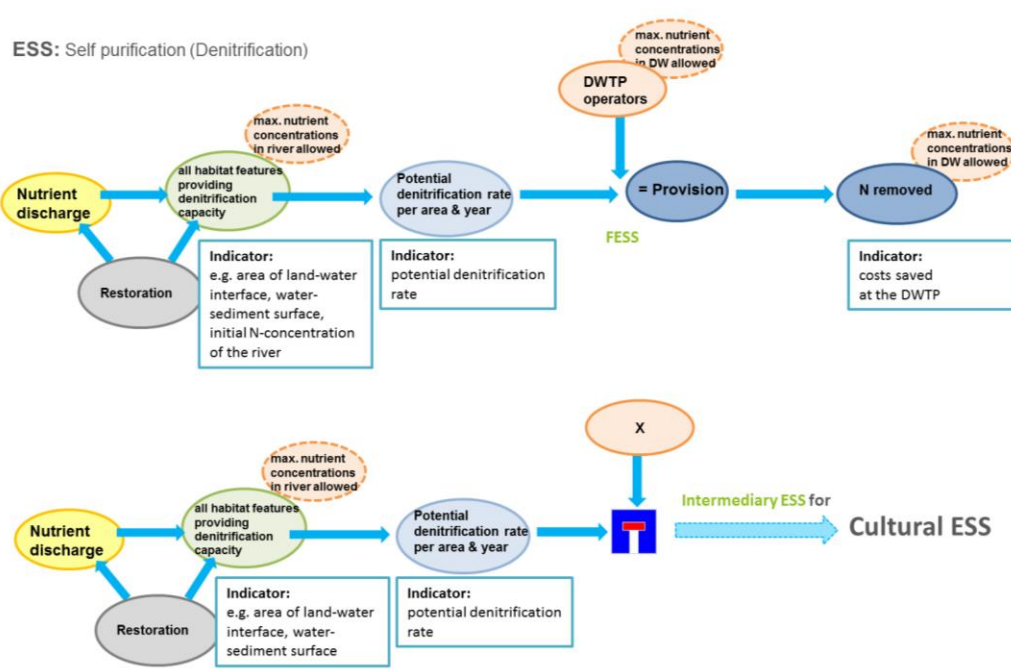 ESS: Self purification (Denitrification)
max. nutrient
concentrations
in DW allowed
DWTP
operators
max. nutrient
concentrations
in river allowed
max. nutrient
concentrations
in DW allowed
Nutrient
discharge
all habitat features
providing
denitrification
capacity
Potential
denitrification rate
per area & year
= Provision
N removed
FESS
Restoration
Indicator:
e.g. area of land-water
interface, water-
sediment surface,
initial N-concentration
of the river
Indicator:
potential denitrification
rate
Indicator:
costs saved
at the DWTP
X
max. nutrient
concentrations
in river allowed
Nutrient
discharge
all habitat features
providing
denitrification
capacity
Potential
denitrification rate
per area & year
Intermediary ESS for
Cultural ESS
Restoration
Indicator:
e.g. area of land-water
interface, water-
sediment surface
Indicator:
potential denitrification
rate